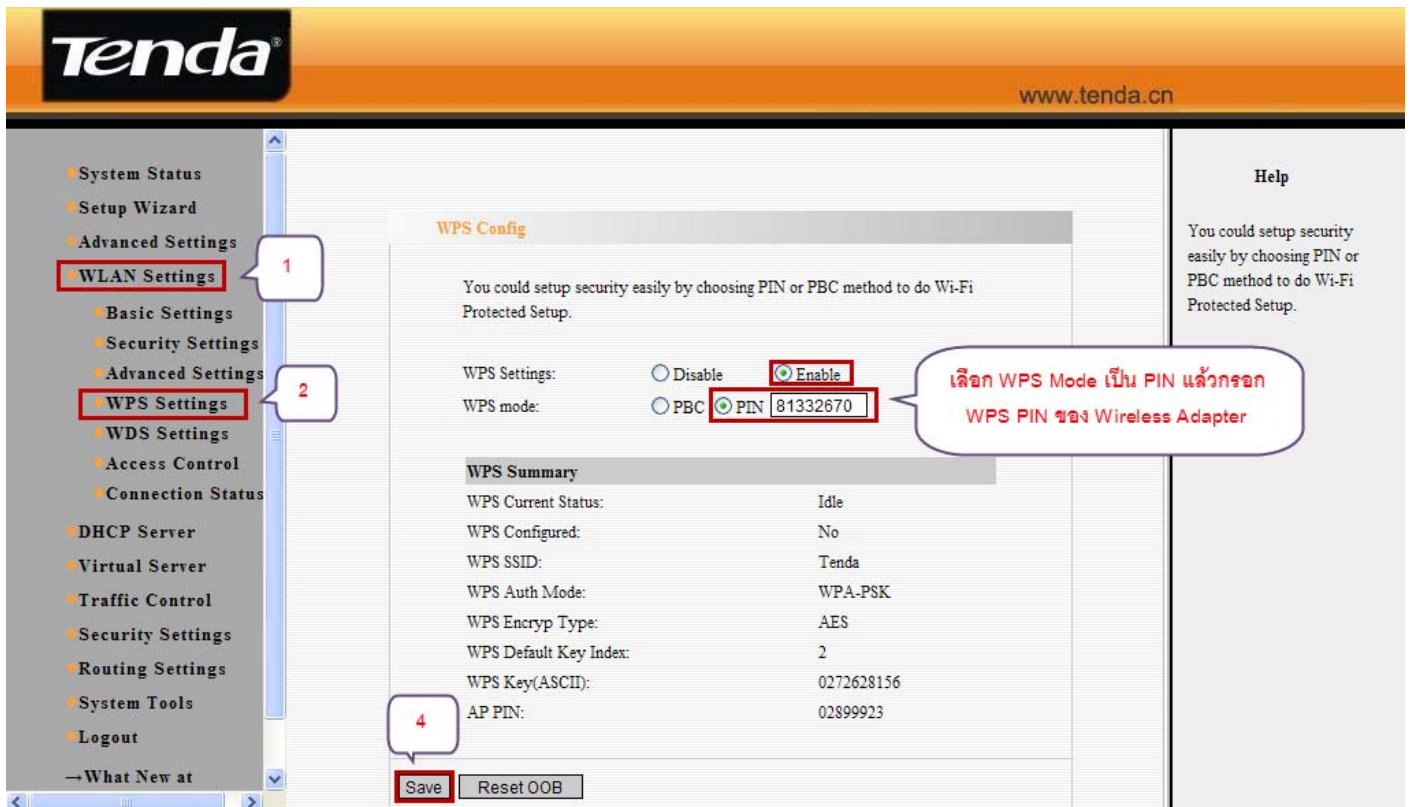 Tenda®
www.tenda.cn
System Status
Setup Wizard
Advanced Settings
WLAN Settings
1
Basic Settings
Security Settings
Advanced Settings
WPS Settings
2
WDS Settings
Access Control
Connection Status
DHCP Server
Virtual Server
Traffic Control
Security Settings
Routing Settings
System Tools
Logout
→What New at
WPS Config
You could setup security easily by choosing PIN or PBC method to do Wi-Fi
Protected Setup.
WPS Settings: Disable Enable
WPS mode: PBC PIN 81332670
เลือก WPS Mode เป็น PIN แล้วกรอก
WPS PIN ของ Wireless Adapter
WPS Summary
WPS Current Status: Idle
WPS Configured: No
WPS SSID: Tenda
WPS Auth Mode: WPA-PSK
WPS Encryp Type: AES
WPS Default Key Index: 2
WPS Key(ASCII): 0272628156
AP PIN: 02899923
4
Save Reset OOB
Help
You could setup security
easily by choosing PIN or
PBC method to do Wi-Fi
Protected Setup.